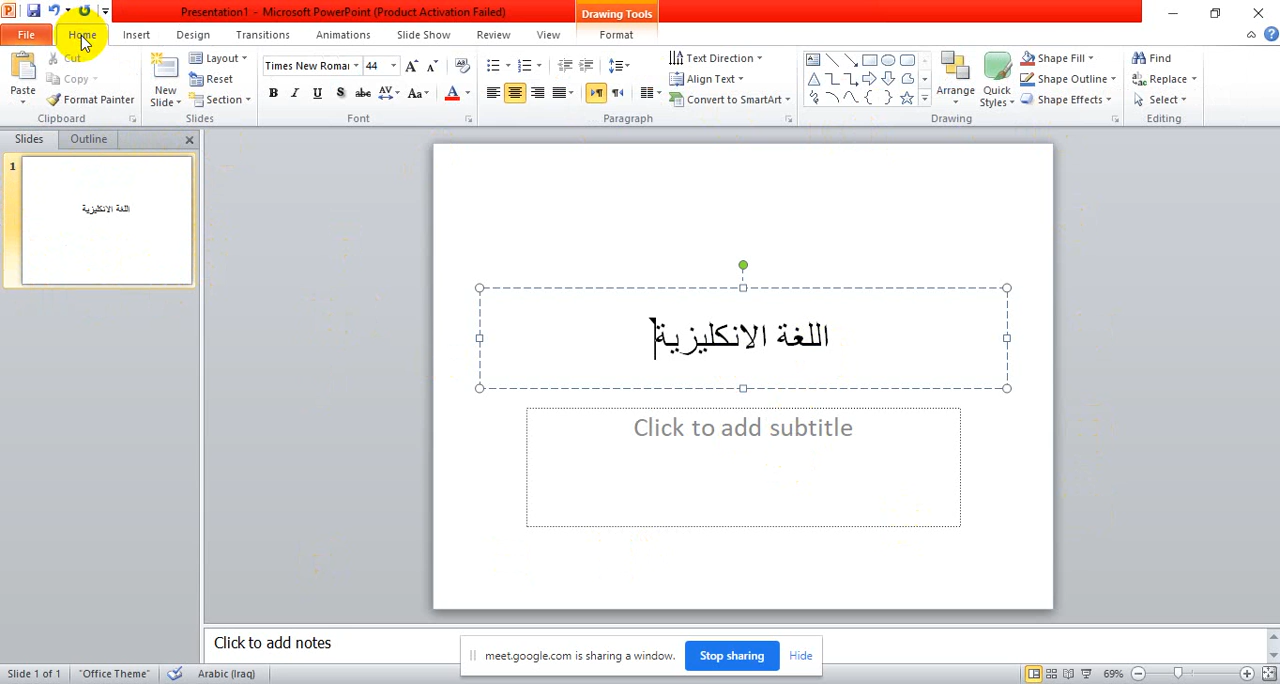 Presentation1 - Microsoft PowerPoint (Product Activation Failed)
Drawing Tools
File Home Insert Design Transitions Animations Slide Show Review View Format
Paste
Cut
Copy
Format Painter
Clipboard
New Slide
Layout
Reset
Section
Slides
Times New Romai 44
B I U S abc AV Aa A
Font
Text Direction
Align Text
Convert to SmartArt
Paragraph
Arrange
Quick Styles
Shape Fill
Shape Outline
Shape Effects
Drawing
Find
Replace
Select
Editing
Slides Outline
1
اللغة الانكليزية
اللغة الانكليزية
Click to add subtitle
Click to add notes
meet.google.com is sharing a window. Stop sharing Hide
Slide 1 of 1 "Office Theme" Arabic (Iraq) 69%